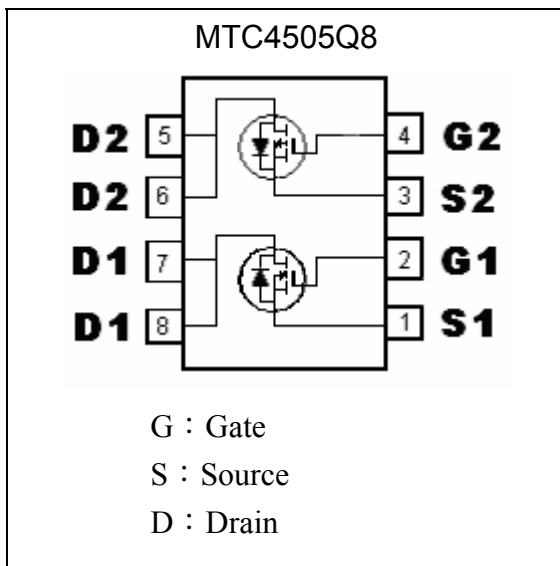 MTC4505Q8
D2 5 4 G2
D2 6 3 S2
D1 7 2 G1
D1 8 1 S1
G：Gate
S：Source
D：Drain